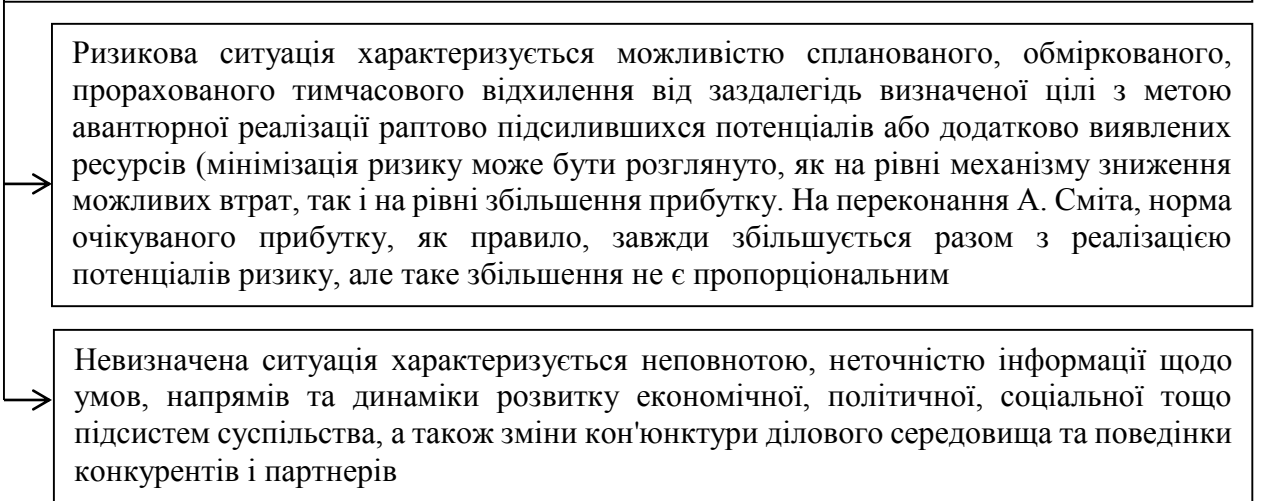 Ризикова ситуація характеризується можливістю спланованого, обміркованого,
прорахованого тимчасового відхилення від заздалегідь визначеної цілі з метою
авантюрної реалізації раптово підсилившихся потенціалів або додатково виявлених
ресурсів (мінімізація ризику може бути розглянуто, як на рівні механізму зниження
можливих втрат, так і на рівні збільшення прибутку. На переконання А. Сміта, норма
очікуваного прибутку, як правило, завжди збільшується разом з реалізацією
потенціалів ризику, але таке збільшення не є пропорціональним
Невизначена ситуація характеризується неповнотою, неточністю інформації щодо
умов, напрямів та динаміки розвитку економічної, політичної, соціальної тощо
підсистем суспільства, а також зміни кон'юнктури ділового середовища та поведінки
конкурентів і партнерів